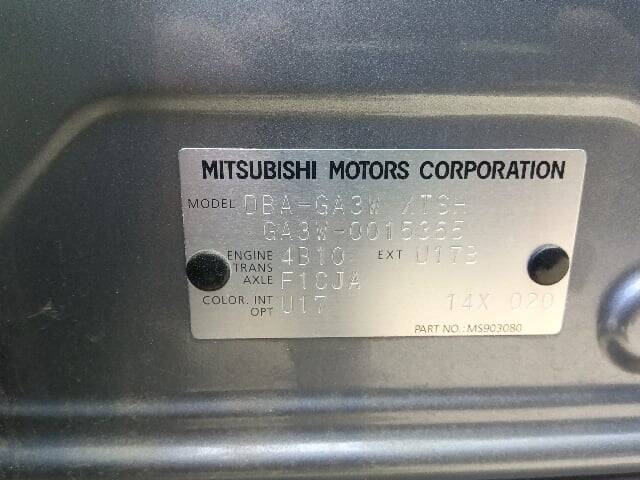 MITSUBISHI MOTORS CORPORATION
MODEL DBA-GA3W XTSH
GA3W-0015365
ENGINE 4B10 EXT U17B
TRANS AXLE F1CJA
COLOR. INT OPT U17 14X 020
PART NO.: MS903080